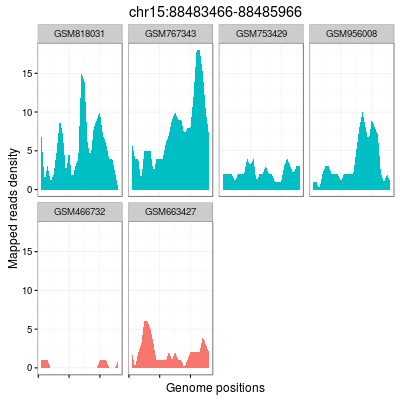 chr15:88483466-88485966
GSM818031 GSM767343 GSM753429 GSM956008
15
10
5
0
Mapped reads density
GSM466732 GSM663427
15
10
5
0
Genome positions